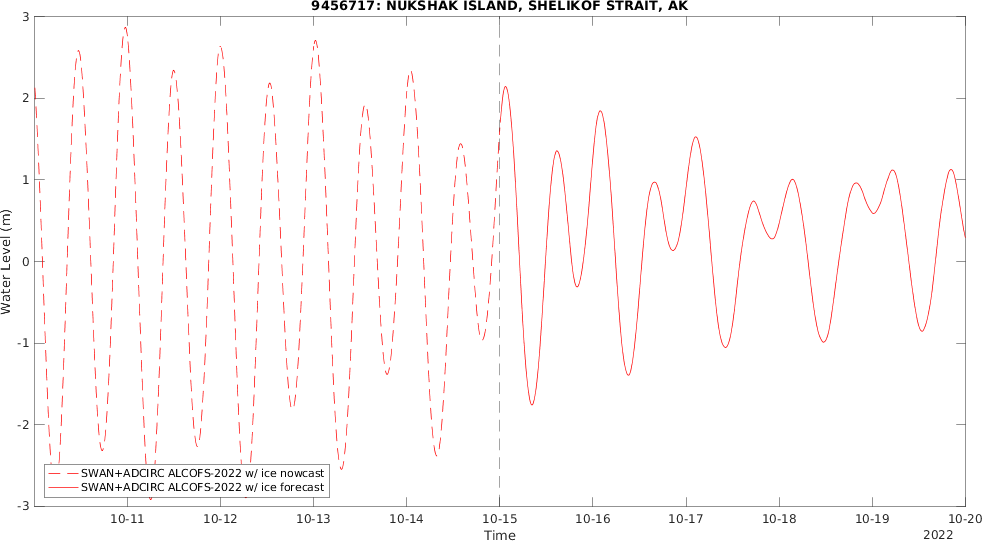 9456717: NUKSHAK ISLAND, SHELIKOF STRAIT, AK
3
2
1
0
-1
-2
-3
Water Level (m)
SWAN+ADCIRC ALCOFS-2022 w/ ice nowcast
SWAN+ADCIRC ALCOFS-2022 w/ ice forecast
10-11 10-12 10-13 10-14 10-15 10-16 10-17 10-18 10-19 10-20
Time
2022